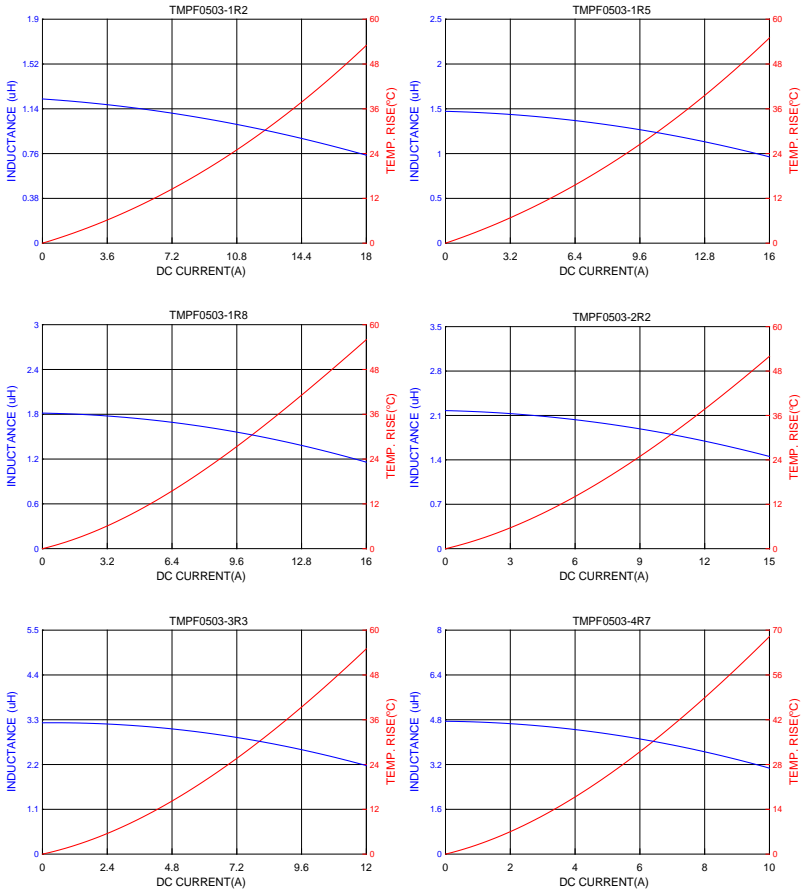 TMPF0503-1R2
INDUCTANCE (uH)
1.9
1.52
1.14
0.76
0.38
0
60
48
36
24
12
0
TEMP. RISE(°C)
0 3.6 7.2 10.8 14.4 18
DC CURRENT(A)
TMPF0503-1R5
INDUCTANCE (uH)
2.5
2
1.5
1
0.5
0
60
48
36
24
12
0
TEMP. RISE(°C)
0 3.2 6.4 9.6 12.8 16
DC CURRENT(A)
TMPF0503-1R8
INDUCTANCE (uH)
3
2.4
1.8
1.2
0.6
0
60
48
36
24
12
0
TEMP. RISE(°C)
0 3.2 6.4 9.6 12.8 16
DC CURRENT(A)
TMPF0503-2R2
INDUCTANCE (uH)
3.5
2.8
2.1
1.4
0.7
0
60
48
36
24
12
0
TEMP. RISE(°C)
0 3 6 9 12 15
DC CURRENT(A)
TMPF0503-3R3
INDUCTANCE (uH)
5.5
4.4
3.3
2.2
1.1
0
60
48
36
24
12
0
TEMP. RISE(°C)
0 2.4 4.8 7.2 9.6 12
DC CURRENT(A)
TMPF0503-4R7
INDUCTANCE (uH)
8
6.4
4.8
3.2
1.6
0
70
56
42
28
14
0
TEMP. RISE(°C)
0 2 4 6 8 10
DC CURRENT(A)